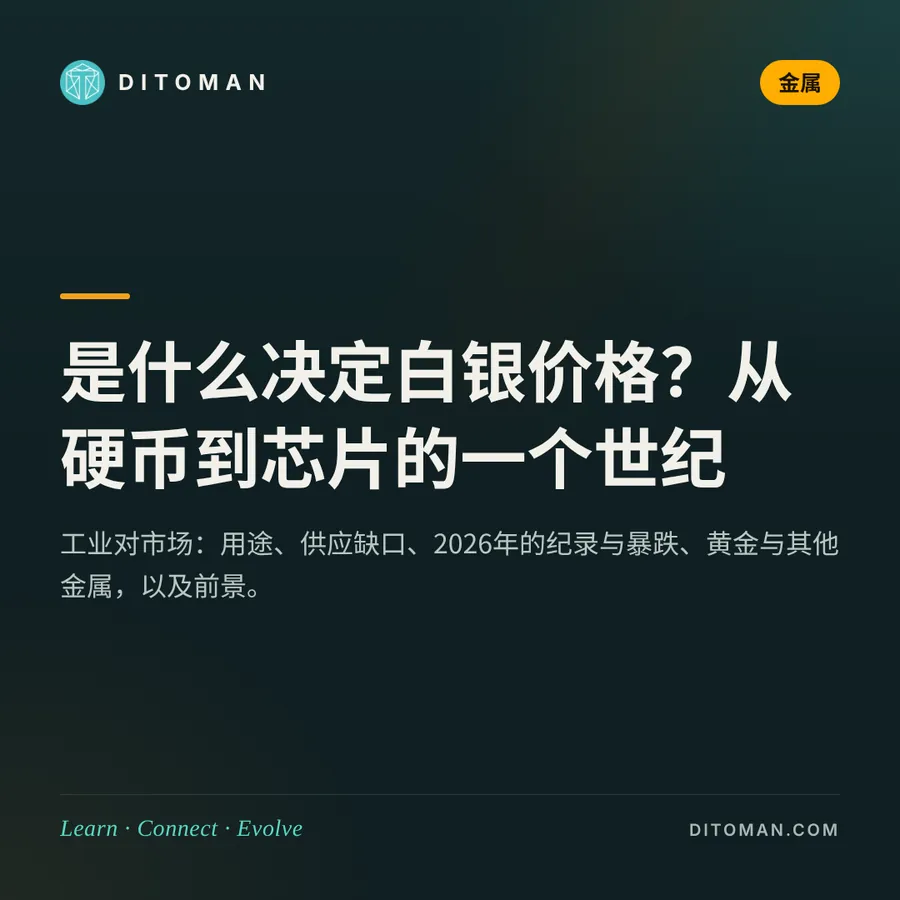 DITOMAN
金属
是什么决定白银价格？从
硬币到芯片的一个世纪
工业对市场：用途、供应缺口、2026年的纪录与暴跌、黄金与其他
金属，以及前景。
Learn · Connect · Evolve
DITOMAN.COM